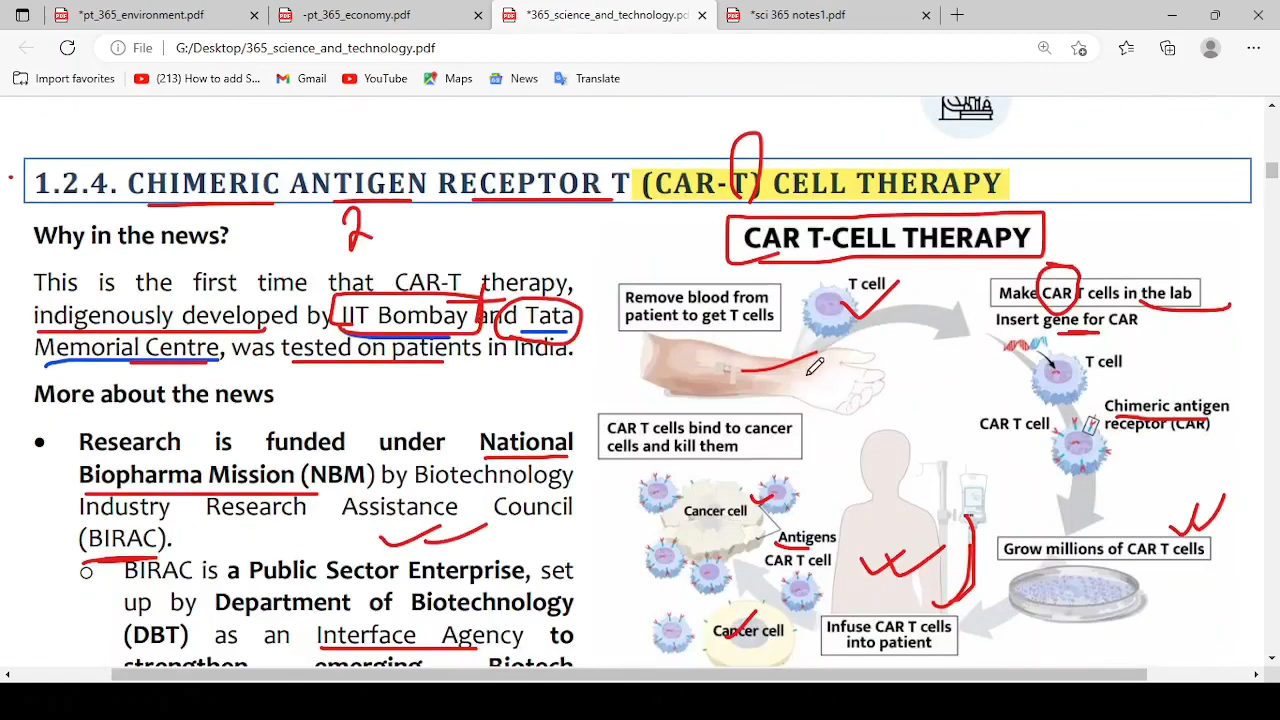 *pt_365_environment.pdf
-pt_365_economy.pdf
*365_science_and_technology.pdf
*sci 365 notes1.pdf
File
G:/Desktop/365_science_and_technology.pdf
Import favorites
(213) How to add S...
Gmail
YouTube
Maps
News
Translate
1.2.4. CHIMERIC ANTIGEN RECEPTOR T (CAR-T) CELL THERAPY
2
Why in the news?
This is the first time that CAR-T therapy,
indigenously developed by IIT Bombay and Tata
Memorial Centre, was tested on patients in India.
More about the news
• Research is funded under National
Biopharma Mission (NBM) by Biotechnology
Industry Research Assistance Council
(BIRAC).
o BIRAC is a Public Sector Enterprise, set
up by Department of Biotechnology
(DBT) as an Interface Agency to
strengthen emerging Biotech
CAR T-CELL THERAPY
Remove blood from
patient to get T cells
T cell
Make CAR T cells in the lab
Insert gene for CAR
T cell
Chimeric antigen
receptor (CAR)
CAR T cell
Grow millions of CAR T cells
Infuse CAR T cells
into patient
CAR T cells bind to cancer
cells and kill them
Cancer cell
Antigens
CAR T cell
Cancer cell